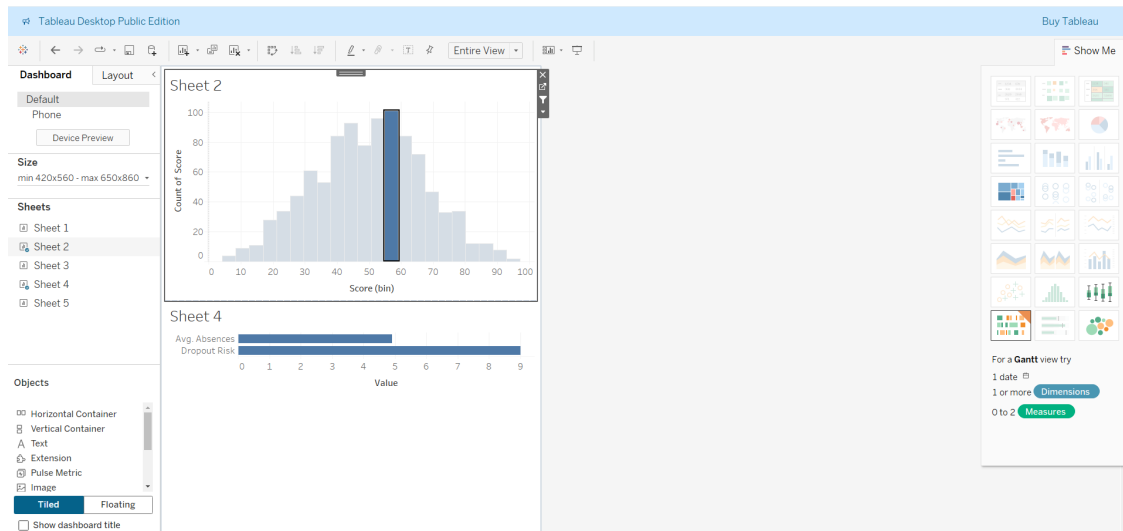 Tableau Desktop Public Edition
Buy Tableau
Entire View
Show Me
Dashboard
Layout
Default
Phone
Device Preview
Size
min 420x560 - max 650x860
Sheets
Sheet 1
Sheet 2
Sheet 3
Sheet 4
Sheet 5
Objects
Horizontal Container
Vertical Container
A Text
Extension
Pulse Metric
Image
Tiled
Floating
Show dashboard title
Sheet 2
100
80
60
40
20
0
Count of Score
0 10 20 30 40 50 60 70 80 90 100
Score (bin)
Sheet 4
Avg. Absences
Dropout Risk
0 1 2 3 4 5 6 7 8 9
Value
For a Gantt view try
1 date
1 or more Dimensions
0 to 2 Measures